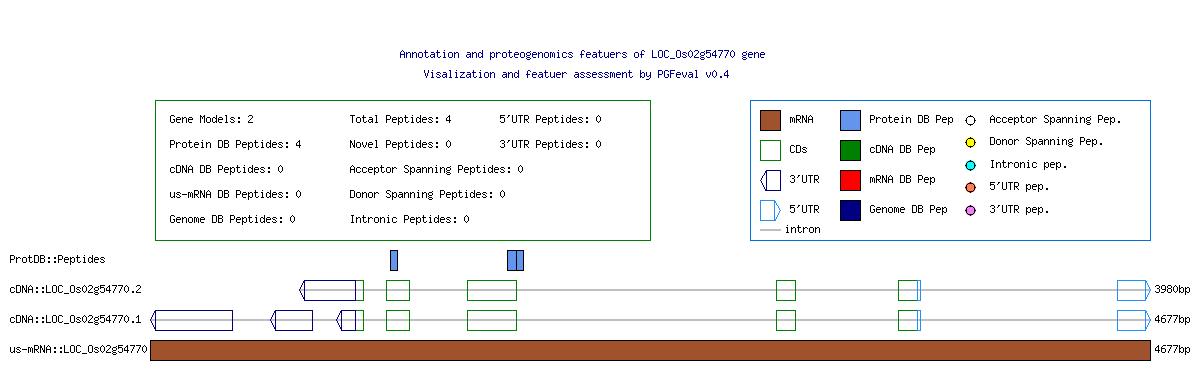 Annotation and proteogenomics featuers of LOC_Os02g54770 gene
Visalization and featuer assessment by PGFeval v0.4
Gene Models: 2 Total Peptides: 4 5'UTR Peptides: 0
Protein DB Peptides: 4 Novel Peptides: 0 3'UTR Peptides: 0
cDNA DB Peptides: 0 Acceptor Spanning Peptides: 0
us-mRNA DB Peptides: 0 Donor Spanning Peptides: 0
Genome DB Peptides: 0 Intronic Peptides: 0
mRNA Protein DB Pep Acceptor Spanning Pep.
CDs cDNA DB Pep Donor Spanning Pep.
3'UTR mRNA DB Pep Intronic pep.
5'UTR Genome DB Pep 5'UTR pep.
intron 3'UTR pep.
ProtDB::Peptides
cDNA::LOC_Os02g54770.2 3980bp
cDNA::LOC_Os02g54770.1 4677bp
us-mRNA::LOC_Os02g54770 4677bp